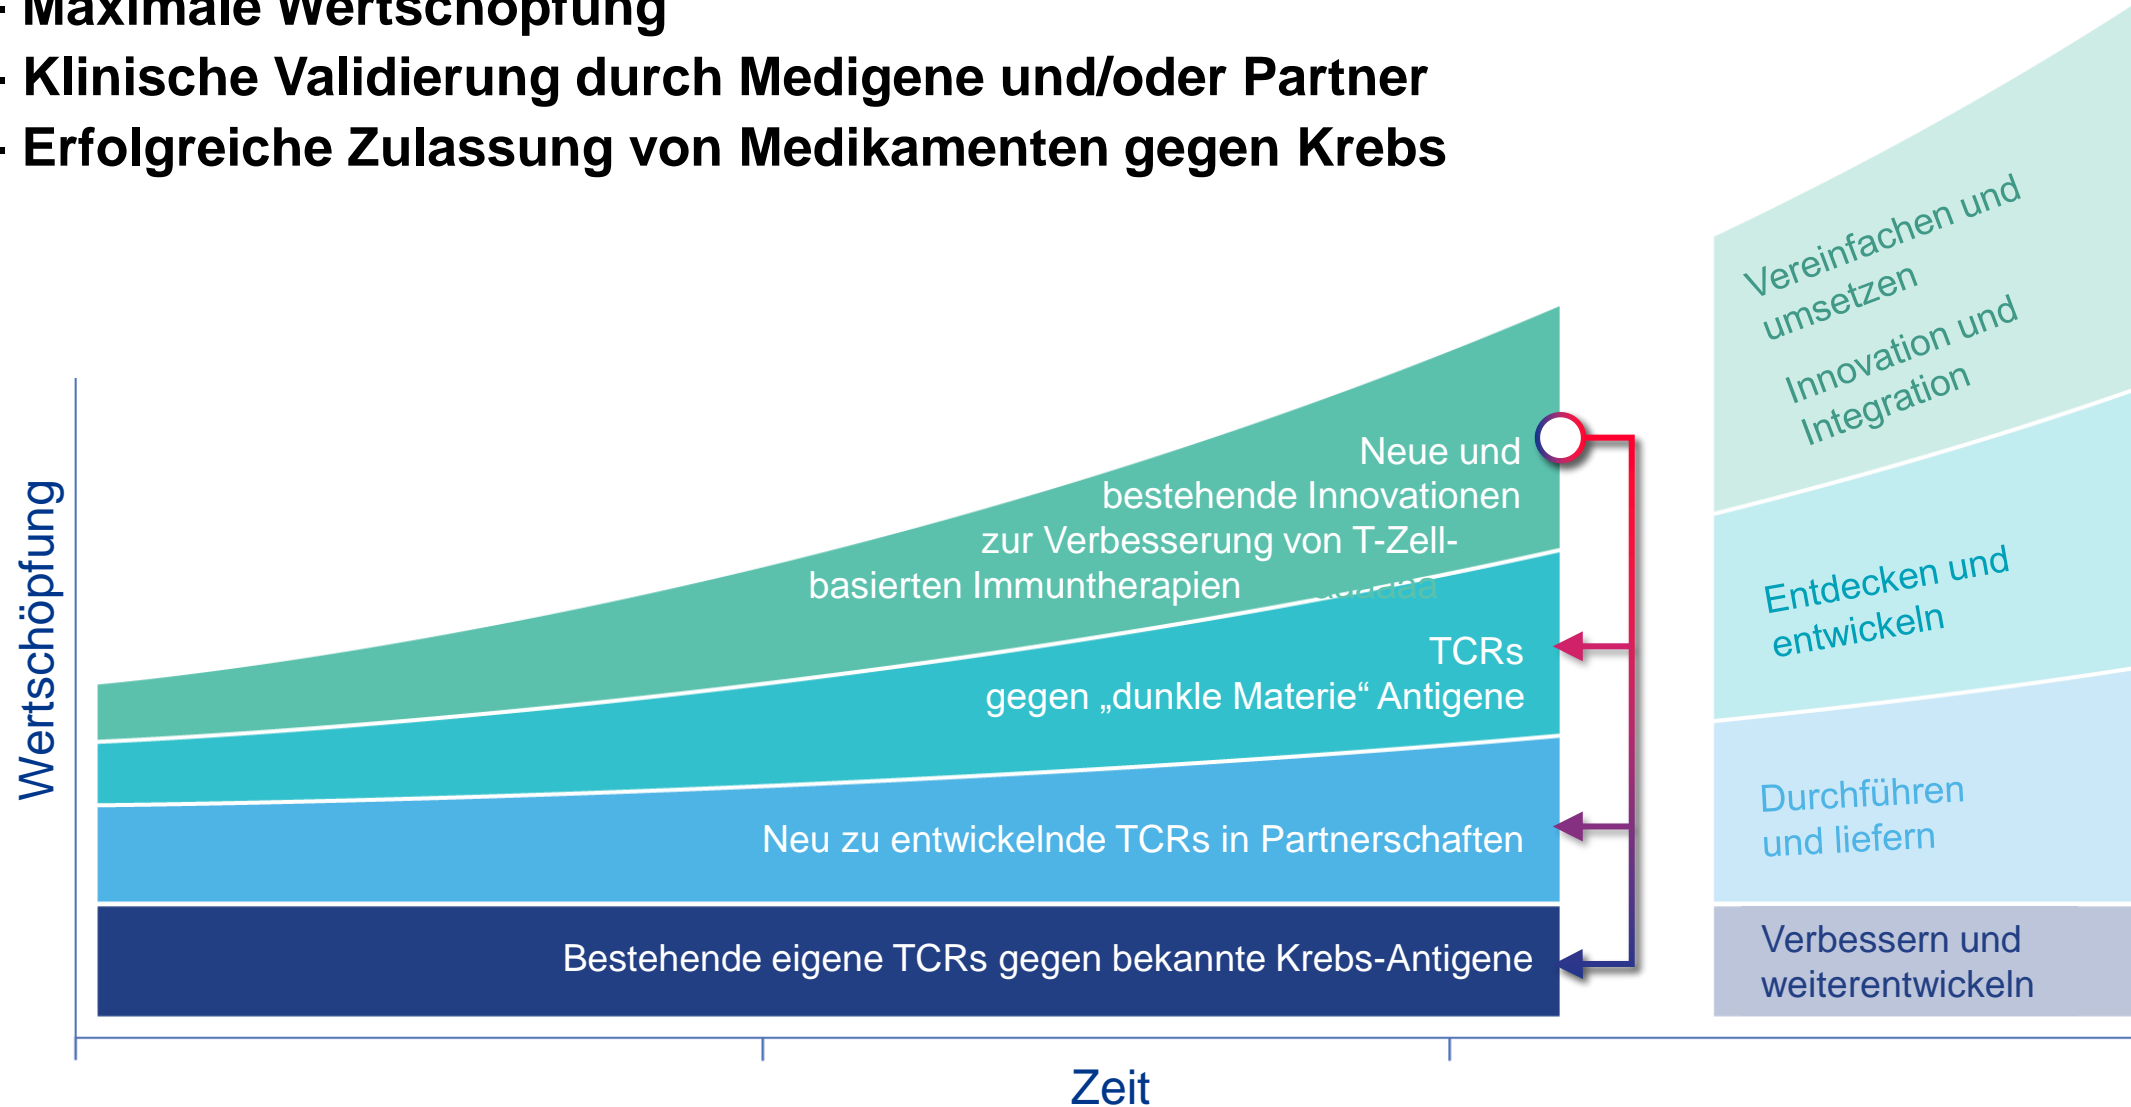 - Maximale Wertschöpfung
- Klinische Validierung durch Medigene und/oder Partner
- Erfolgreiche Zulassung von Medikamenten gegen Krebs
Wertschöpfung
Neue und
bestehende Innovationen
zur Verbesserung von T-Zell-
basierten Immuntherapien
TCRs
gegen „dunkle Materie“ Antigene
Neu zu entwickelnde TCRs in Partnerschaften
Bestehende eigene TCRs gegen bekannte Krebs-Antigene
Vereinfachen und
umsetzen
Innovation und
Integration
Entdecken und
entwickeln
Durchführen
und liefern
Verbessern und
weiterentwickeln
Zeit